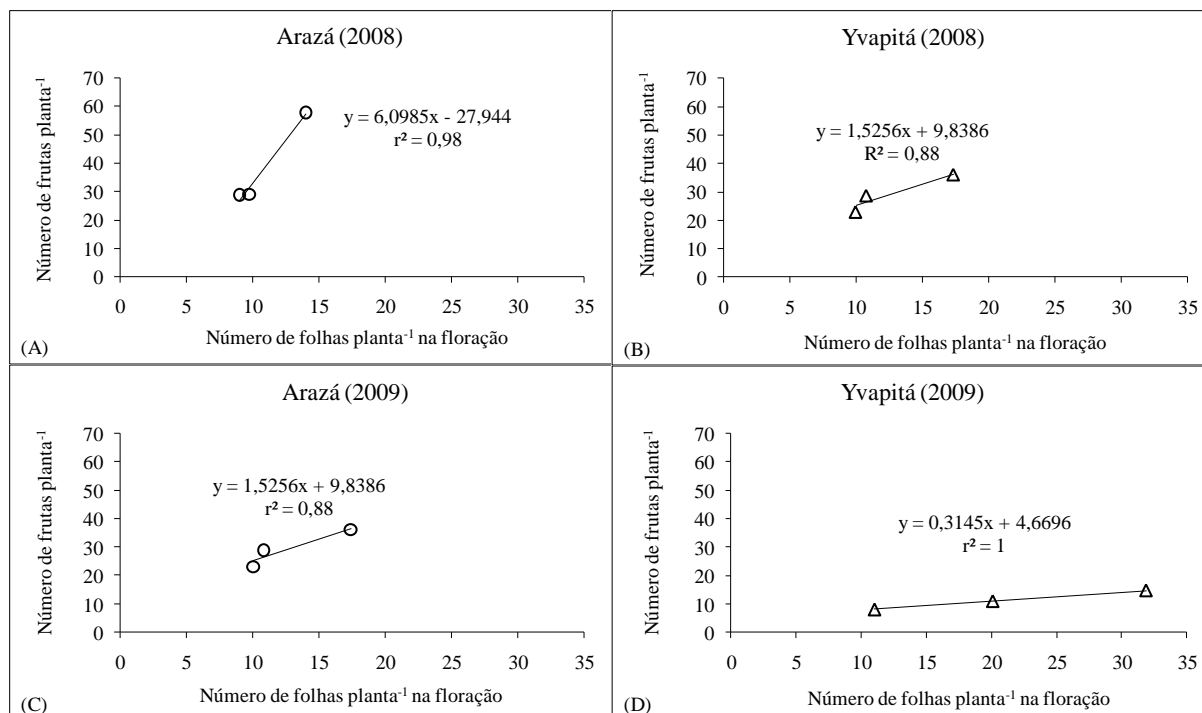 Arazá (2008)
Número de frutas planta⁻¹
70
60
50
40
30
20
10
0
y = 6,0985x - 27,944
r² = 0,98
0 5 10 15 20 25 30 35
Número de folhas planta⁻¹ na floração
(A)
Yvapitá (2008)
Número de frutas planta⁻¹
70
60
50
40
30
20
10
0
y = 1,5256x + 9,8386
R² = 0,88
0 5 10 15 20 25 30 35
Número de folhas planta⁻¹ na floração
(B)
Arazá (2009)
Número de frutas planta⁻¹
70
60
50
40
30
20
10
0
y = 1,5256x + 9,8386
r² = 0,88
0 5 10 15 20 25 30 35
Número de folhas planta⁻¹ na floração
(C)
Yvapitá (2009)
Número de frutas planta⁻¹
70
60
50
40
30
20
10
0
y = 0,3145x + 4,6696
r² = 1
0 5 10 15 20 25 30 35
Número de folhas planta⁻¹ na floração
(D)